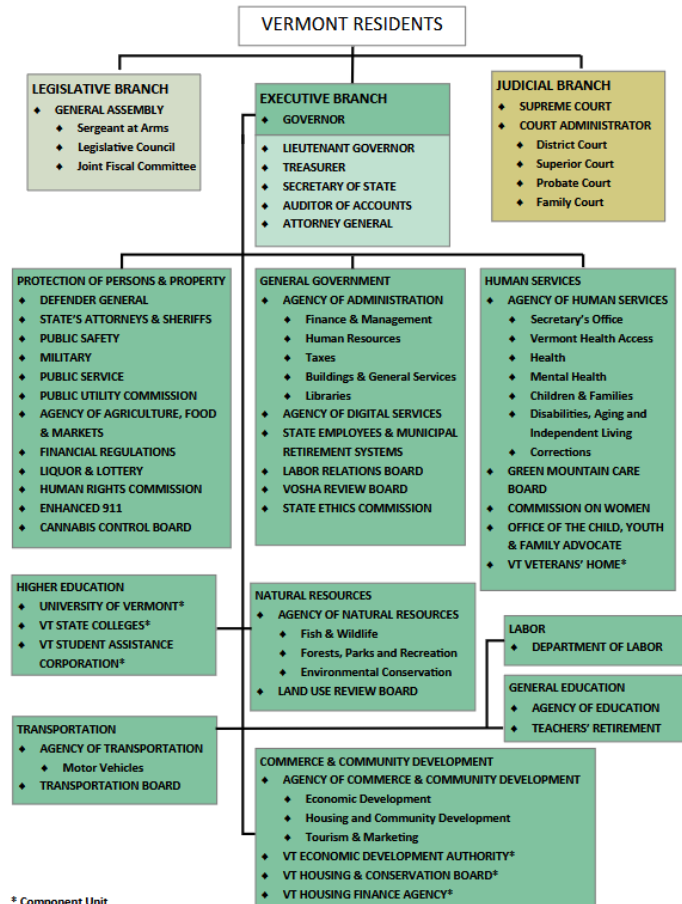 VERMONT RESIDENTS
LEGISLATIVE BRANCH
GENERAL ASSEMBLY
Sergeant at Arms
Legislative Council
Joint Fiscal Committee
EXECUTIVE BRANCH
GOVERNOR
LIEUTENANT GOVERNOR
TREASURER
SECRETARY OF STATE
AUDITOR OF ACCOUNTS
ATTORNEY GENERAL
JUDICIAL BRANCH
SUPREME COURT
COURT ADMINISTRATOR
District Court
Superior Court
Probate Court
Family Court
PROTECTION OF PERSONS & PROPERTY
DEFENDER GENERAL
STATE'S ATTORNEYS & SHERIFFS
PUBLIC SAFETY
MILITARY
PUBLIC SERVICE
PUBLIC UTILITY COMMISSION
AGENCY OF AGRICULTURE, FOOD
& MARKETS
FINANCIAL REGULATIONS
LIQUOR & LOTTERY
HUMAN RIGHTS COMMISSION
ENHANCED 911
CANNABIS CONTROL BOARD
GENERAL GOVERNMENT
AGENCY OF ADMINISTRATION
Finance & Management
Human Resources
Taxes
Buildings & General Services
Libraries
AGENCY OF DIGITAL SERVICES
STATE EMPLOYEES & MUNICIPAL
RETIREMENT SYSTEMS
LABOR RELATIONS BOARD
VOSHA REVIEW BOARD
STATE ETHICS COMMISSION
HUMAN SERVICES
AGENCY OF HUMAN SERVICES
Secretary's Office
Vermont Health Access
Health
Mental Health
Children & Families
Disabilities, Aging and
Independent Living
Corrections
GREEN MOUNTAIN CARE
BOARD
COMMISSION ON WOMEN
OFFICE OF THE CHILD, YOUTH
& FAMILY ADVOCATE
VT VETERANS' HOME*
HIGHER EDUCATION
UNIVERSITY OF VERMONT*
VT STATE COLLEGES*
VT STUDENT ASSISTANCE
CORPORATION*
NATURAL RESOURCES
AGENCY OF NATURAL RESOURCES
Fish & Wildlife
Forests, Parks and Recreation
Environmental Conservation
LAND USE REVIEW BOARD
LABOR
DEPARTMENT OF LABOR
GENERAL EDUCATION
AGENCY OF EDUCATION
TEACHERS' RETIREMENT
TRANSPORTATION
AGENCY OF TRANSPORTATION
Motor Vehicles
TRANSPORTATION BOARD
COMMERCE & COMMUNITY DEVELOPMENT
AGENCY OF COMMERCE & COMMUNITY DEVELOPMENT
Economic Development
Housing and Community Development
Tourism & Marketing
VT ECONOMIC DEVELOPMENT AUTHORITY*
VT HOUSING & CONSERVATION BOARD*
VT HOUSING FINANCE AGENCY*
* Component Unit